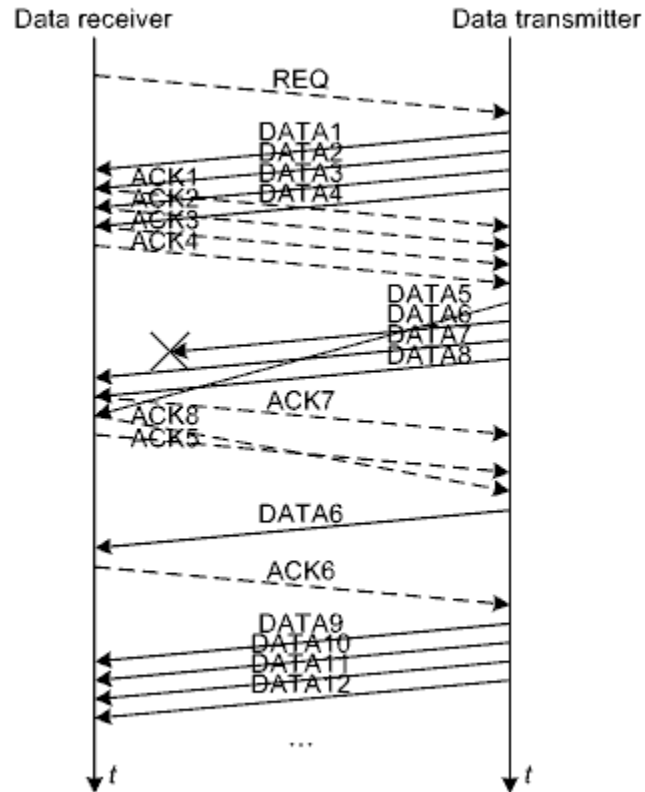 Data receiver
Data transmitter
REQ
DATA1
DATA2
DATA3
DATA4
ACK1
ACK2
ACK3
ACK4
DATA5
DATA6
DATA7
DATA8
ACK7
ACK8
ACK5
DATA6
ACK6
DATA9
DATA10
DATA11
DATA12
...
t
t